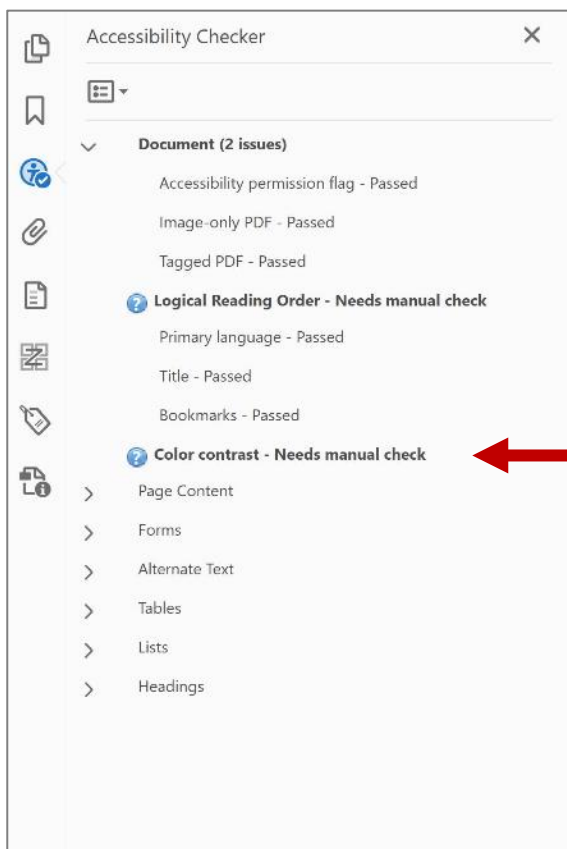 Accessibility Checker
Document (2 issues)
Accessibility permission flag - Passed
Image-only PDF - Passed
Tagged PDF - Passed
Logical Reading Order - Needs manual check
Primary language - Passed
Title - Passed
Bookmarks - Passed
Color contrast - Needs manual check
Page Content
Forms
Alternate Text
Tables
Lists
Headings